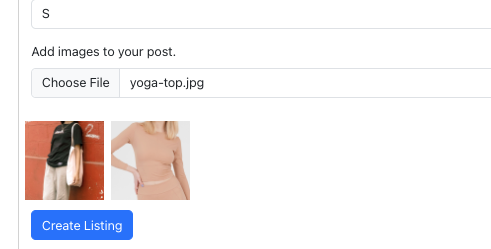 S
Add images to your post.
Choose File yoga-top.jpg
Create Listing